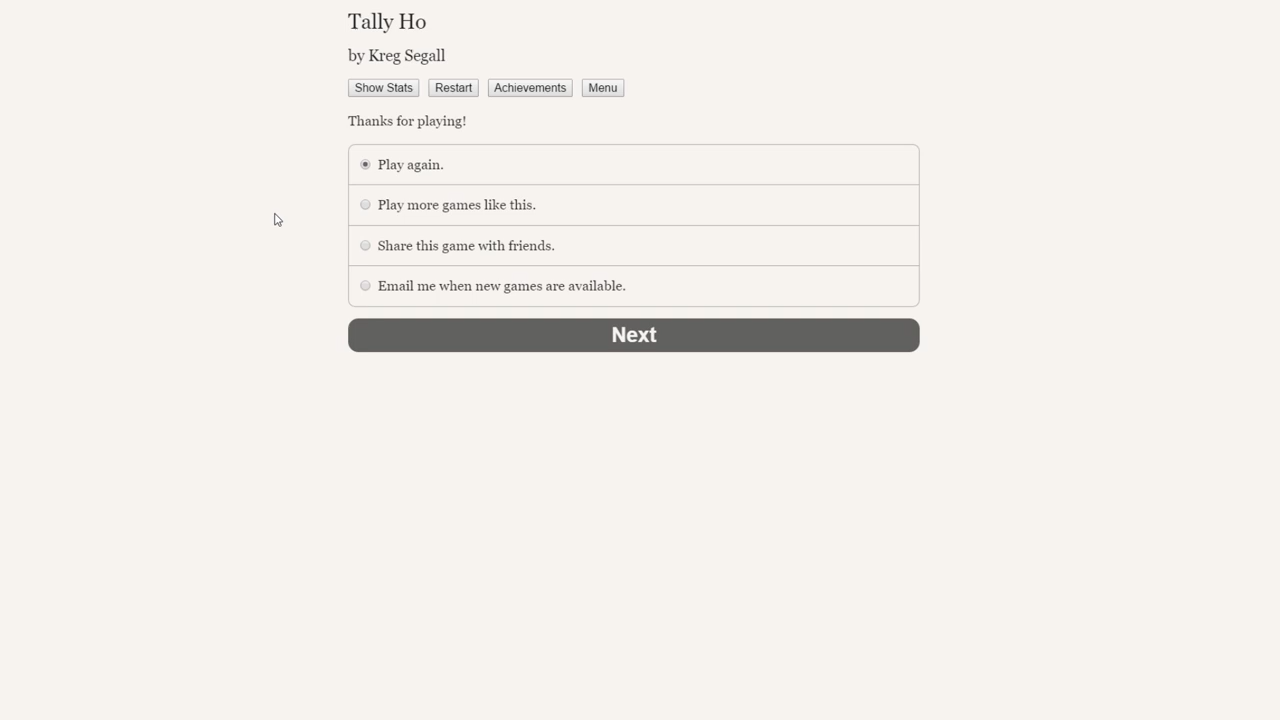 Tally Ho
by Kreg Segall
Show Stats Restart Achievements Menu
Thanks for playing!
Play again.
Play more games like this.
Share this game with friends.
Email me when new games are available.
Next